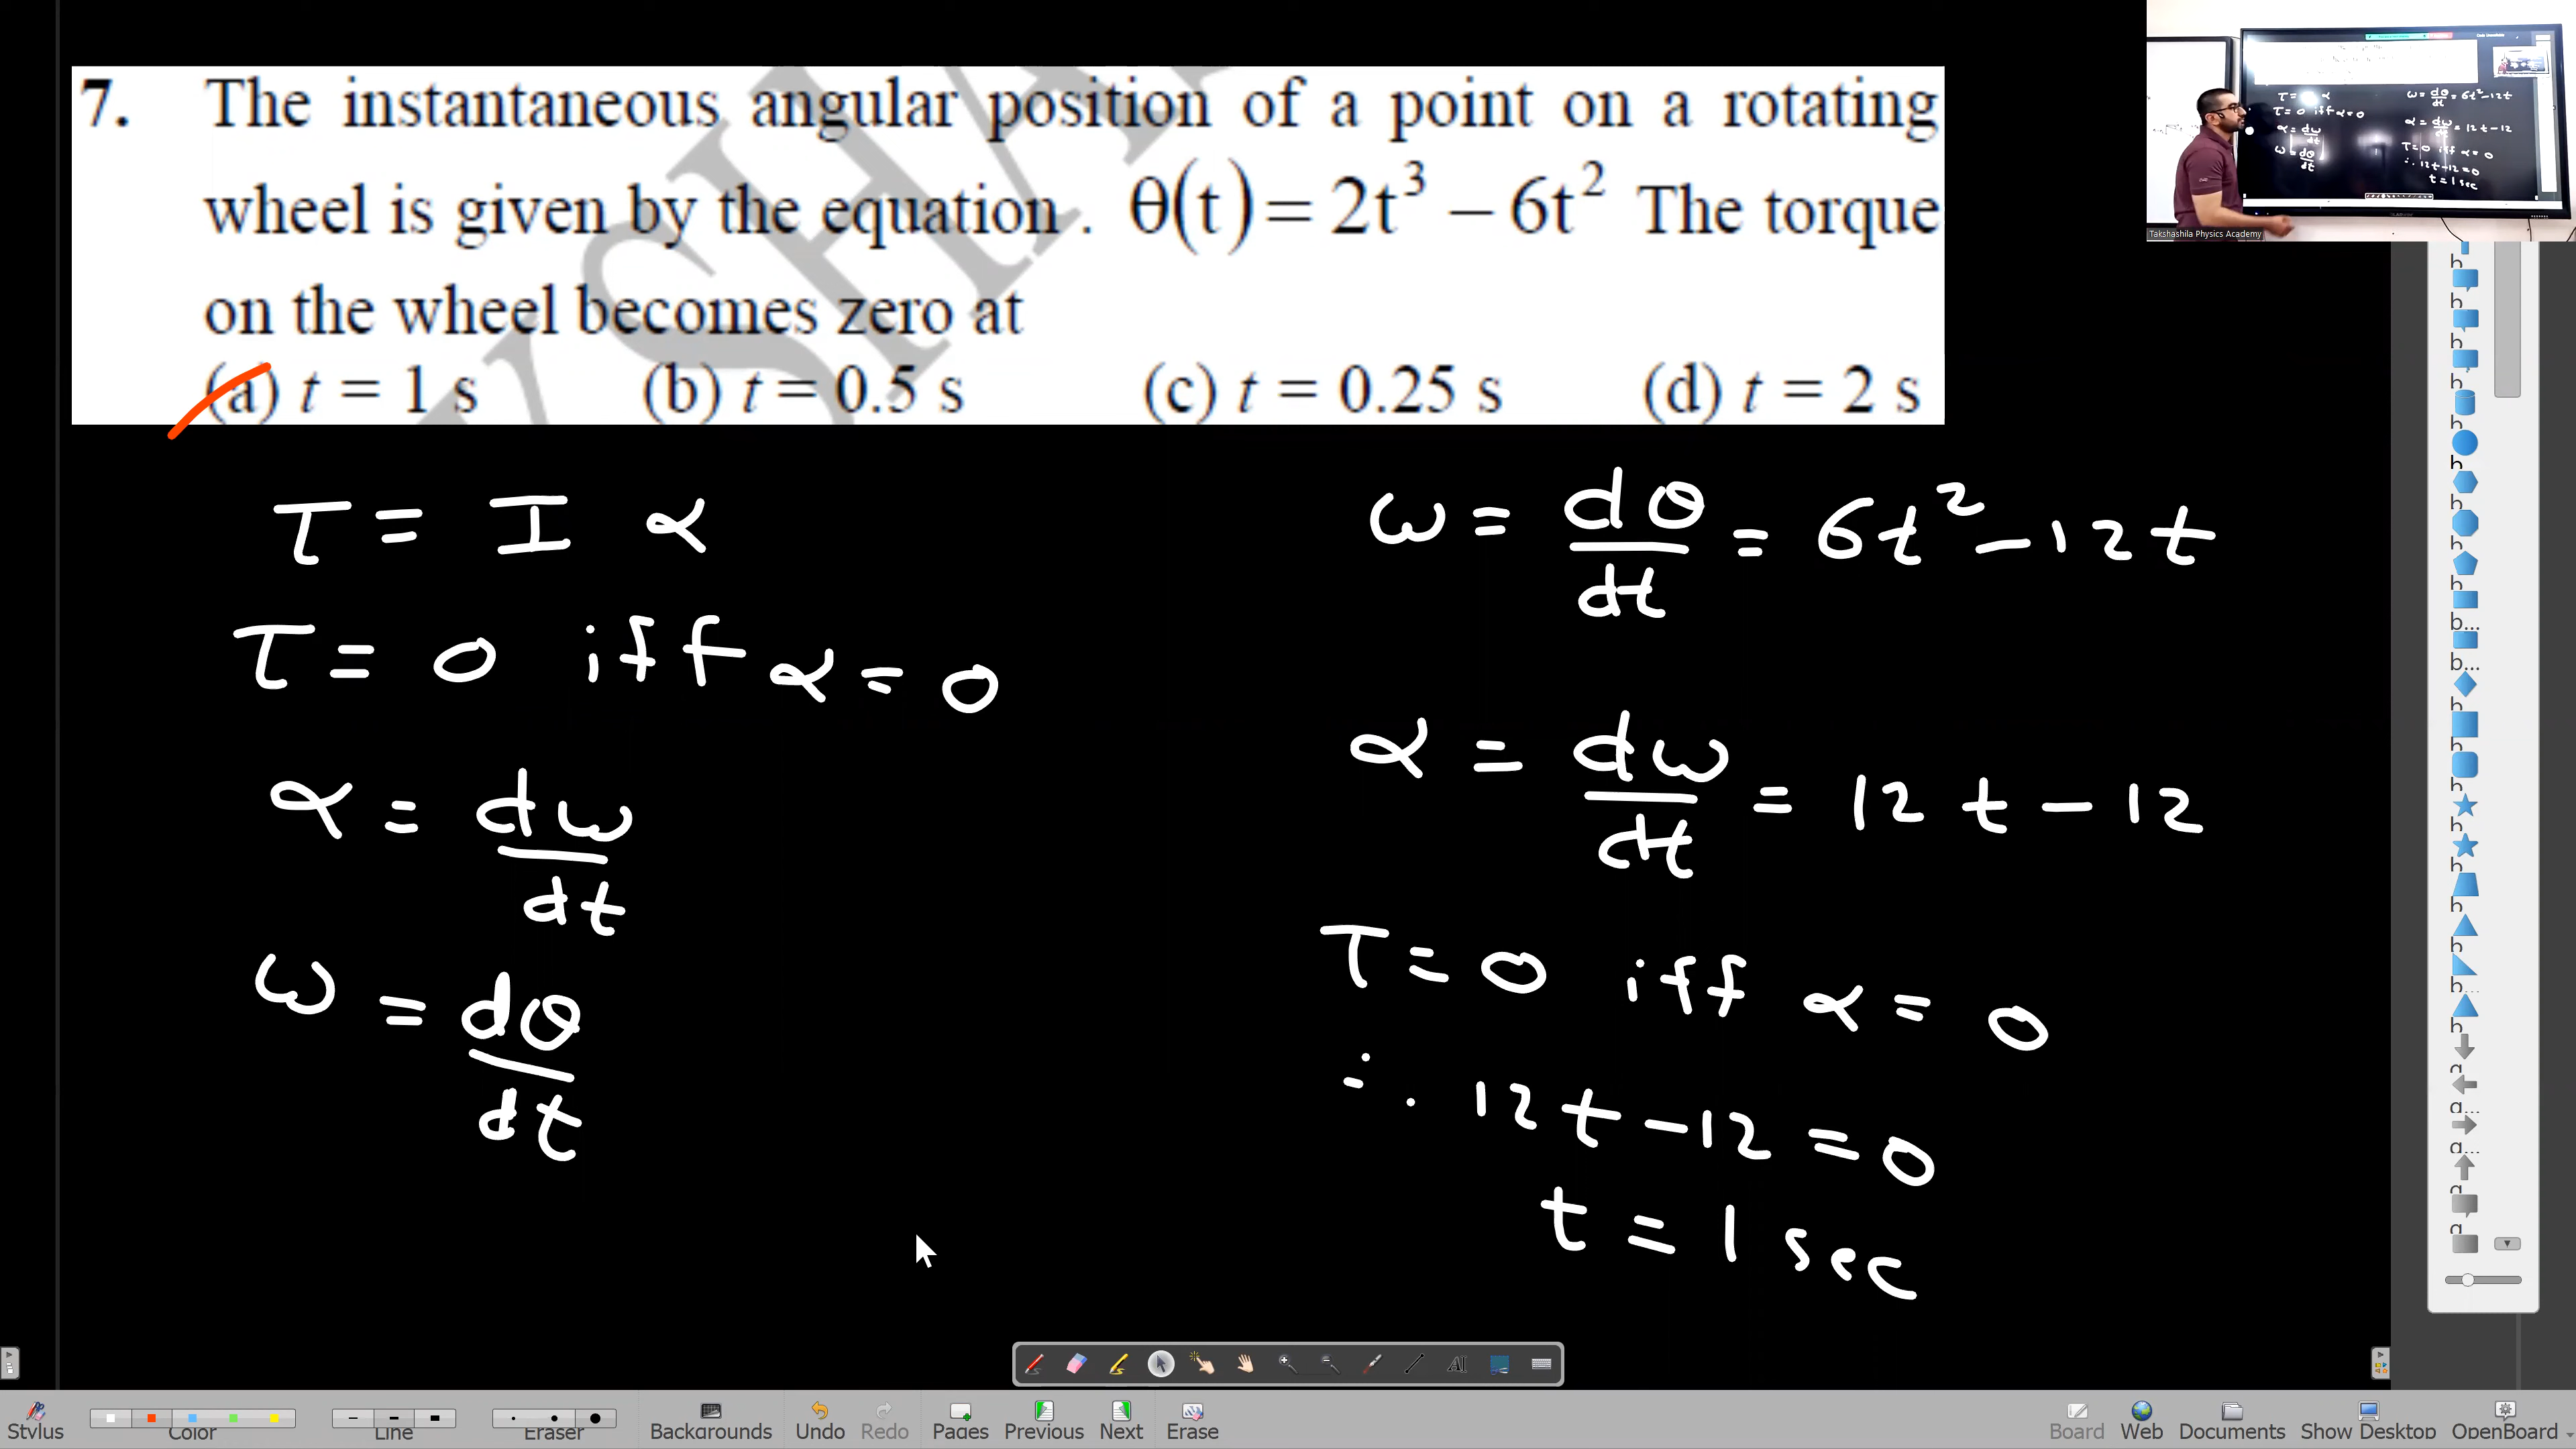 7. The instantaneous angular position of a point on a rotating
wheel is given by the equation . θ(t) = 2t³ – 6t² The torque
on the wheel becomes zero at
(a) t = 1 s (b) t = 0.5 s (c) t = 0.25 s (d) t = 2 s
τ = I α
τ = 0 iff α = 0
α = dω/dt
ω = dθ/dt
ω = dθ/dt = 6t² – 12t
α = dω/dt = 12t – 12
τ = 0 iff α = 0
∴ 12t – 12 = 0
t = 1 sec
Takshashila Physics Academy
Stylus Color Line Eraser Backgrounds Undo Redo Pages Previous Next Erase Board Web Documents Show Desktop OpenBoard